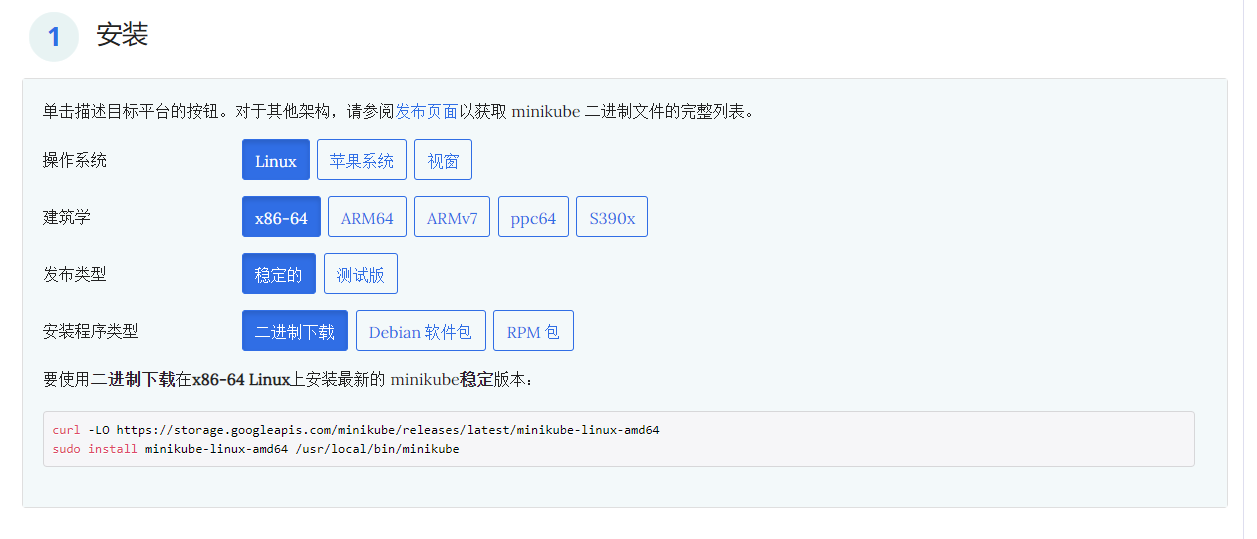 1 安装
单击描述目标平台的按钮。对于其他架构，请参阅发布页面以获取 minikube 二进制文件的完整列表。
操作系统 Linux 苹果系统 视窗
建筑学 x86-64 ARM64 ARMv7 ppc64 S390x
发布类型 稳定的 测试版
安装程序类型 二进制下载 Debian 软件包 RPM 包
要使用二进制下载在x86-64 Linux上安装最新的 minikube稳定版本：
curl -LO https://storage.googleapis.com/minikube/releases/latest/minikube-linux-amd64
sudo install minikube-linux-amd64 /usr/local/bin/minikube